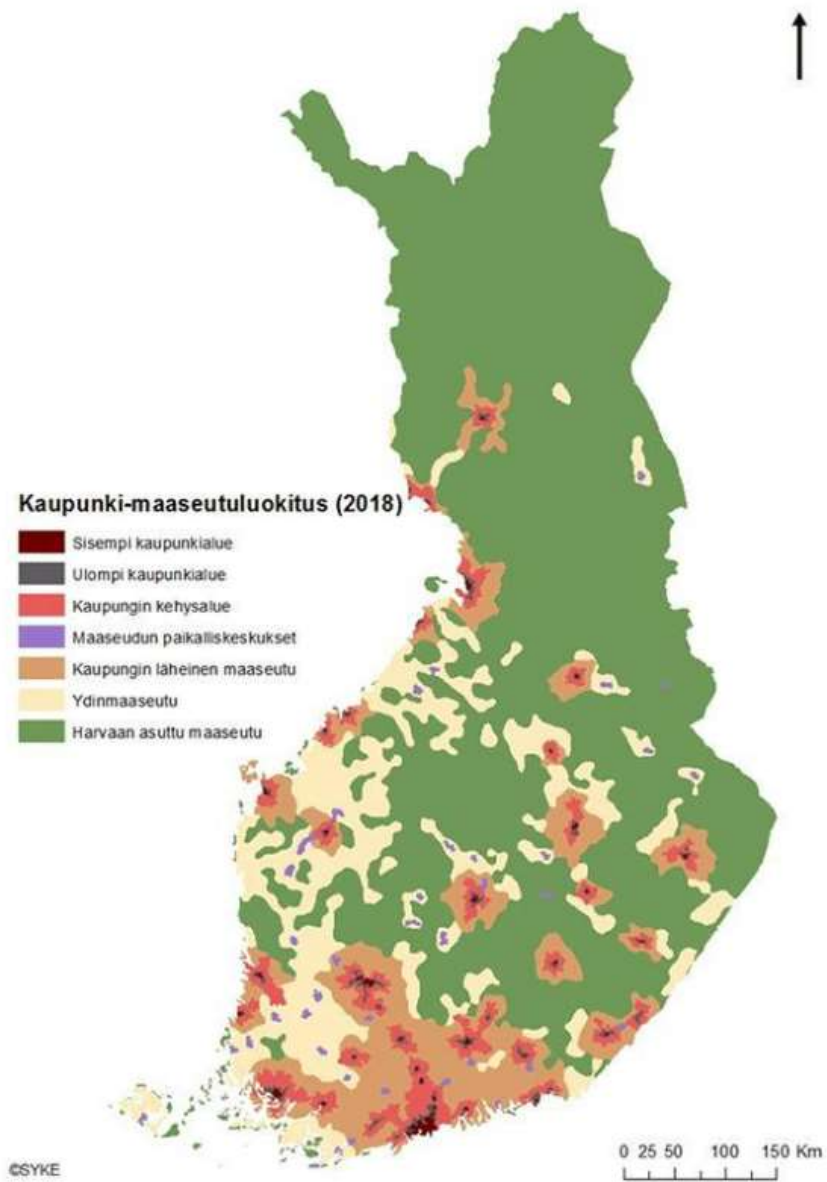 Kaupunki-maaseutuluokitus (2018)
Sisempi kaupunkialue
Ulompi kaupunkialue
Kaupungin kehysalue
Maaseudun paikalliskeskukset
Kaupungin läheinen maaseutu
Ydinmaaseutu
Harvaan asuttu maaseutu
©SYKE
0 25 50 100 150 Km